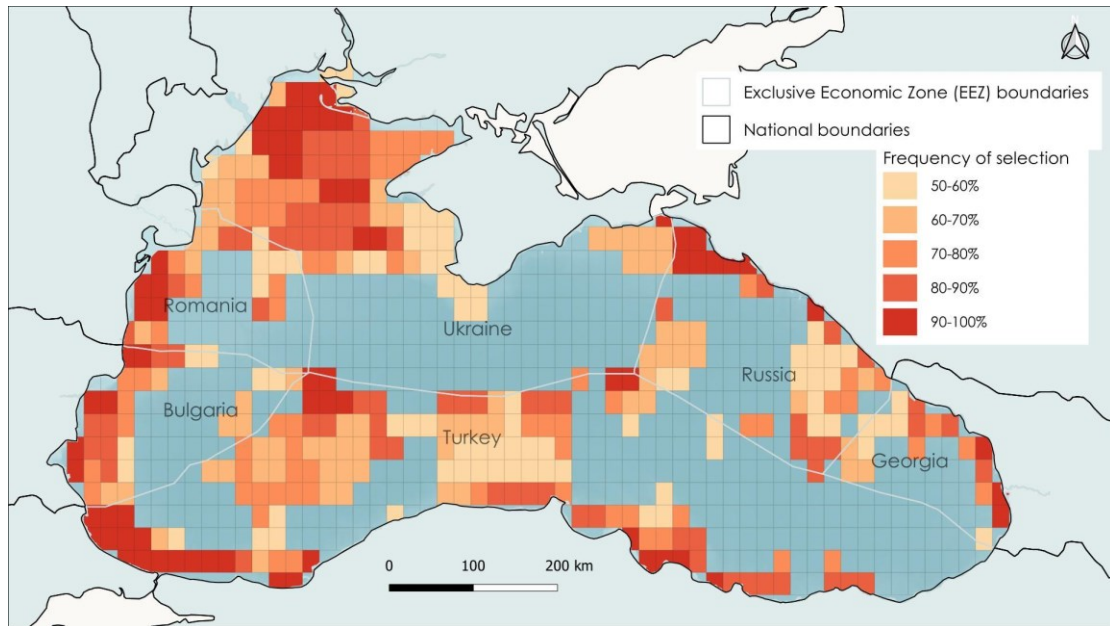 N
Exclusive Economic Zone (EEZ) boundaries
National boundaries
Frequency of selection
50-60%
60-70%
70-80%
80-90%
90-100%
Romania
Ukraine
Russia
Bulgaria
Turkey
Georgia
0 100 200 km